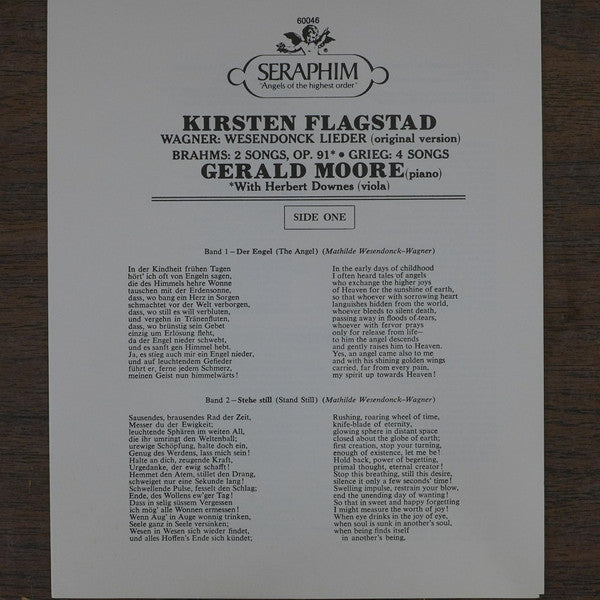 60046
SERAPHIM
"Angels of the highest order"
KIRSTEN FLAGSTAD
WAGNER: WESENDONCK LIEDER (original version)
BRAHMS: 2 SONGS, OP. 91* • GRIEG: 4 SONGS
GERALD MOORE (piano)
*With Herbert Downes (viola)
SIDE ONE
Band 1—Der Engel (The Angel) (Mathilde Wesendonck–Wagner)
In der Kindheit frühen Tagen
hört' ich oft von Engeln sagen,
die des Himmels hehre Wonne
tauschen mit der Erdensonne,
dass, wo bang ein Herz in Sorgen
schmachtet vor der Welt verborgen,
dass, wo still es will verbluten,
und vergehn in Tränenfluten,
dass, wo brünstig sein Gebet
einzig um Erlösung fleht,
da der Engel nieder schwebt,
und es sanft gen Himmel hebt.
Ja, es stieg auch mir ein Engel nieder,
und auf leuchtendem Gefieder
führt er, ferne jedem Schmerz,
meinen Geist nun himmelwärts!
In the early days of childhood
I often heard tales of angels
who exchange the higher joys
of Heaven for the sunshine of earth,
so that whoever with sorrowing heart
languishes hidden from the world,
whoever bleeds to silent death,
passing away in floods of tears,
whoever with fervor prays
only for release from life—
to him the angel descends
and gently raises him to Heaven.
Yes, an angel came also to me
and with his shining golden wings
carried, far from every pain,
my spirit up towards Heaven!
Band 2—Stehe still (Stand Still) (Mathilde Wesendonck–Wagner)
Sausendes, brausendes Rad der Zeit,
Messer du der Ewigkeit;
leuchtende Sphären im weiten All,
die ihr umringt den Weltenball;
urewige Schöpfung, halte doch ein,
Genug des Werdens, lass mich sein!
Halte an dich, zeugende Kraft,
Urgedanke, der ewig schafft!
Hemmet den Atem, stillet den Drang,
schweiget nur eine Sekunde lang!
Schwellende Pulse, fesselt den Schlag;
Ende, des Wollens ew'ger Tag!
Dass in selig süssem Vergessen
ich mög' alle Wonnen ermessen!
Wenn Aug' in Auge wonnig trinken,
Seele ganz in Seele versinken;
Wesen in Wesen sich wieder findet,
und alles Hoffen's Ende sich kündet;
Rushing, roaring wheel of time,
knife-blade of eternity,
glowing sphere in distant space
closed about the globe of earth;
first creation, stop your turning,
enough of existence, let me be!
Hold back, power of begetting,
primal thought, eternal creator!
Stop this breathing, still this desire,
silence it only a few seconds' time!
Swelling impulse, restrain your blow,
end the unending day of wanting!
So that in sweet and happy forgetting
I might measure the worth of joy!
When eye drinks in the joy of eye,
when soul is sunk in another's soul,
when being finds itself
in another's being,